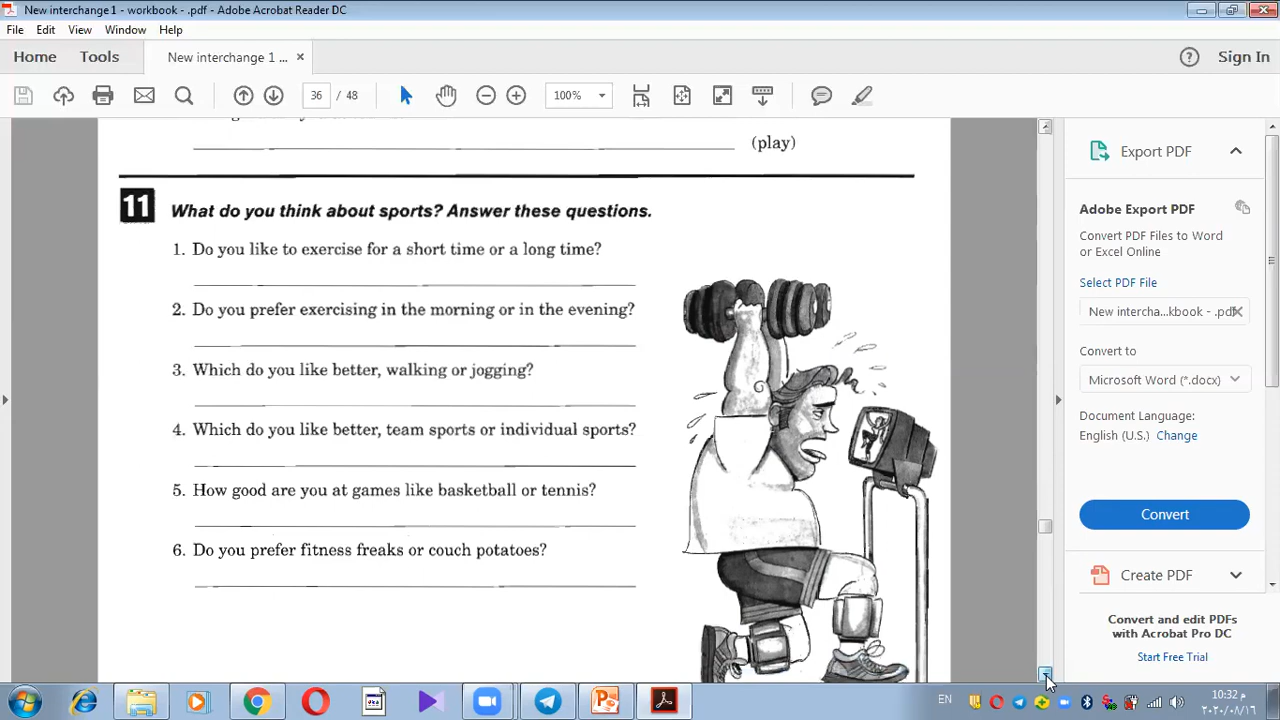 New interchange 1 - workbook - .pdf - Adobe Acrobat Reader DC
File Edit View Window Help
Home Tools New interchange 1 ... × Sign In
36 / 48 100%
(play)
11 What do you think about sports? Answer these questions.
1. Do you like to exercise for a short time or a long time?
2. Do you prefer exercising in the morning or in the evening?
3. Which do you like better, walking or jogging?
4. Which do you like better, team sports or individual sports?
5. How good are you at games like basketball or tennis?
6. Do you prefer fitness freaks or couch potatoes?
Export PDF
Adobe Export PDF
Convert PDF Files to Word
or Excel Online
Select PDF File
New intercha...kbook - .pdf
Convert to
Microsoft Word (*.docx)
Document Language:
English (U.S.) Change
Convert
Create PDF
Convert and edit PDFs
with Acrobat Pro DC
Start Free Trial
EN
10:32 م
٢٠٢٠/٠٨/١٦